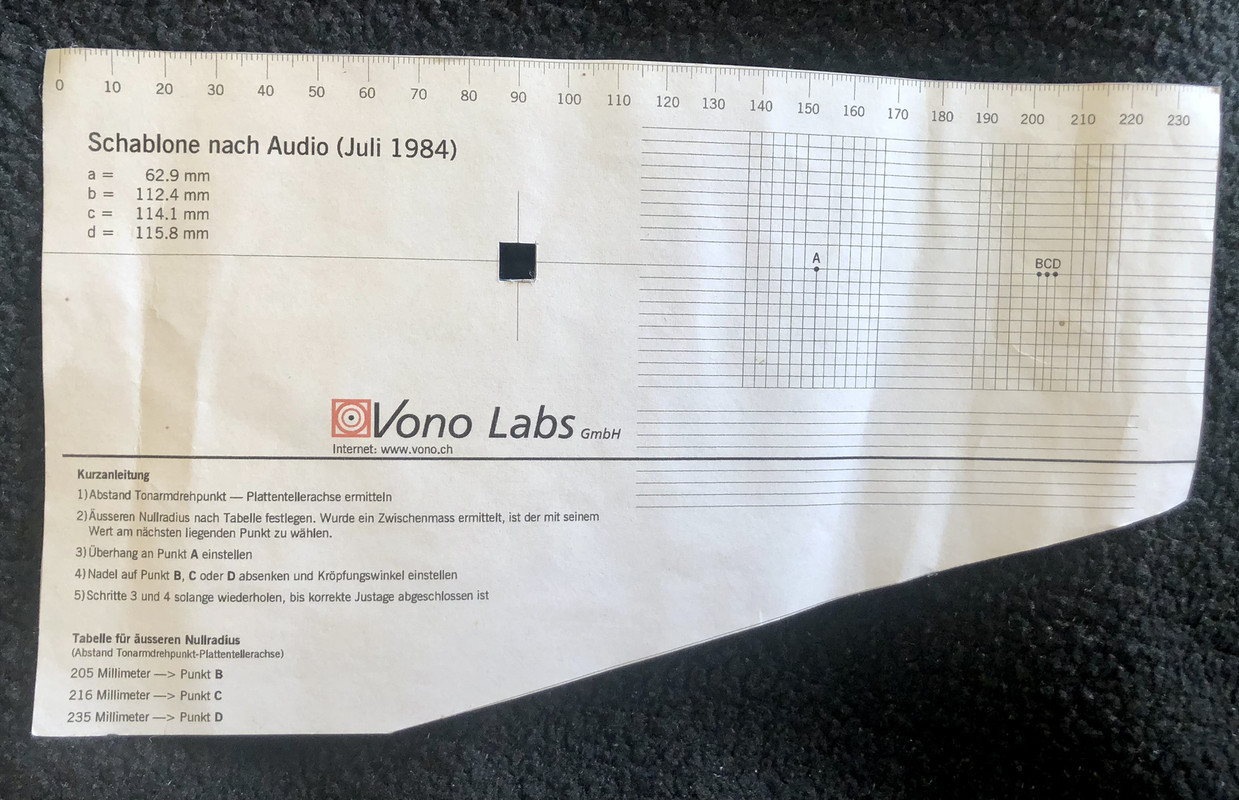 0 10 20 30 40 50 60 70 80 90 100 110 120 130 140 150 160 170 180 190 200 210 220 230
Schablone nach Audio (Juli 1984)
a = 62.9 mm
b = 112.4 mm
c = 114.1 mm
d = 115.8 mm
A
BCD
Vono Labs GmbH
Internet: www.vono.ch
Kurzanleitung
1) Abstand Tonarmdrehpunkt — Plattentellerachse ermitteln
2) Äusseren Nullradius nach Tabelle festlegen. Wurde ein Zwischenmass ermittelt, ist der mit seinem
Wert am nächsten liegenden Punkt zu wählen.
3) Überhang an Punkt A einstellen
4) Nadel auf Punkt B, C oder D absenken und Kröpfungswinkel einstellen
5) Schritte 3 und 4 solange wiederholen, bis korrekte Justage abgeschlossen ist
Tabelle für äusseren Nullradius
(Abstand Tonarmdrehpunkt-Plattentellerachse)
205 Millimeter —> Punkt B
216 Millimeter —> Punkt C
235 Millimeter —> Punkt D